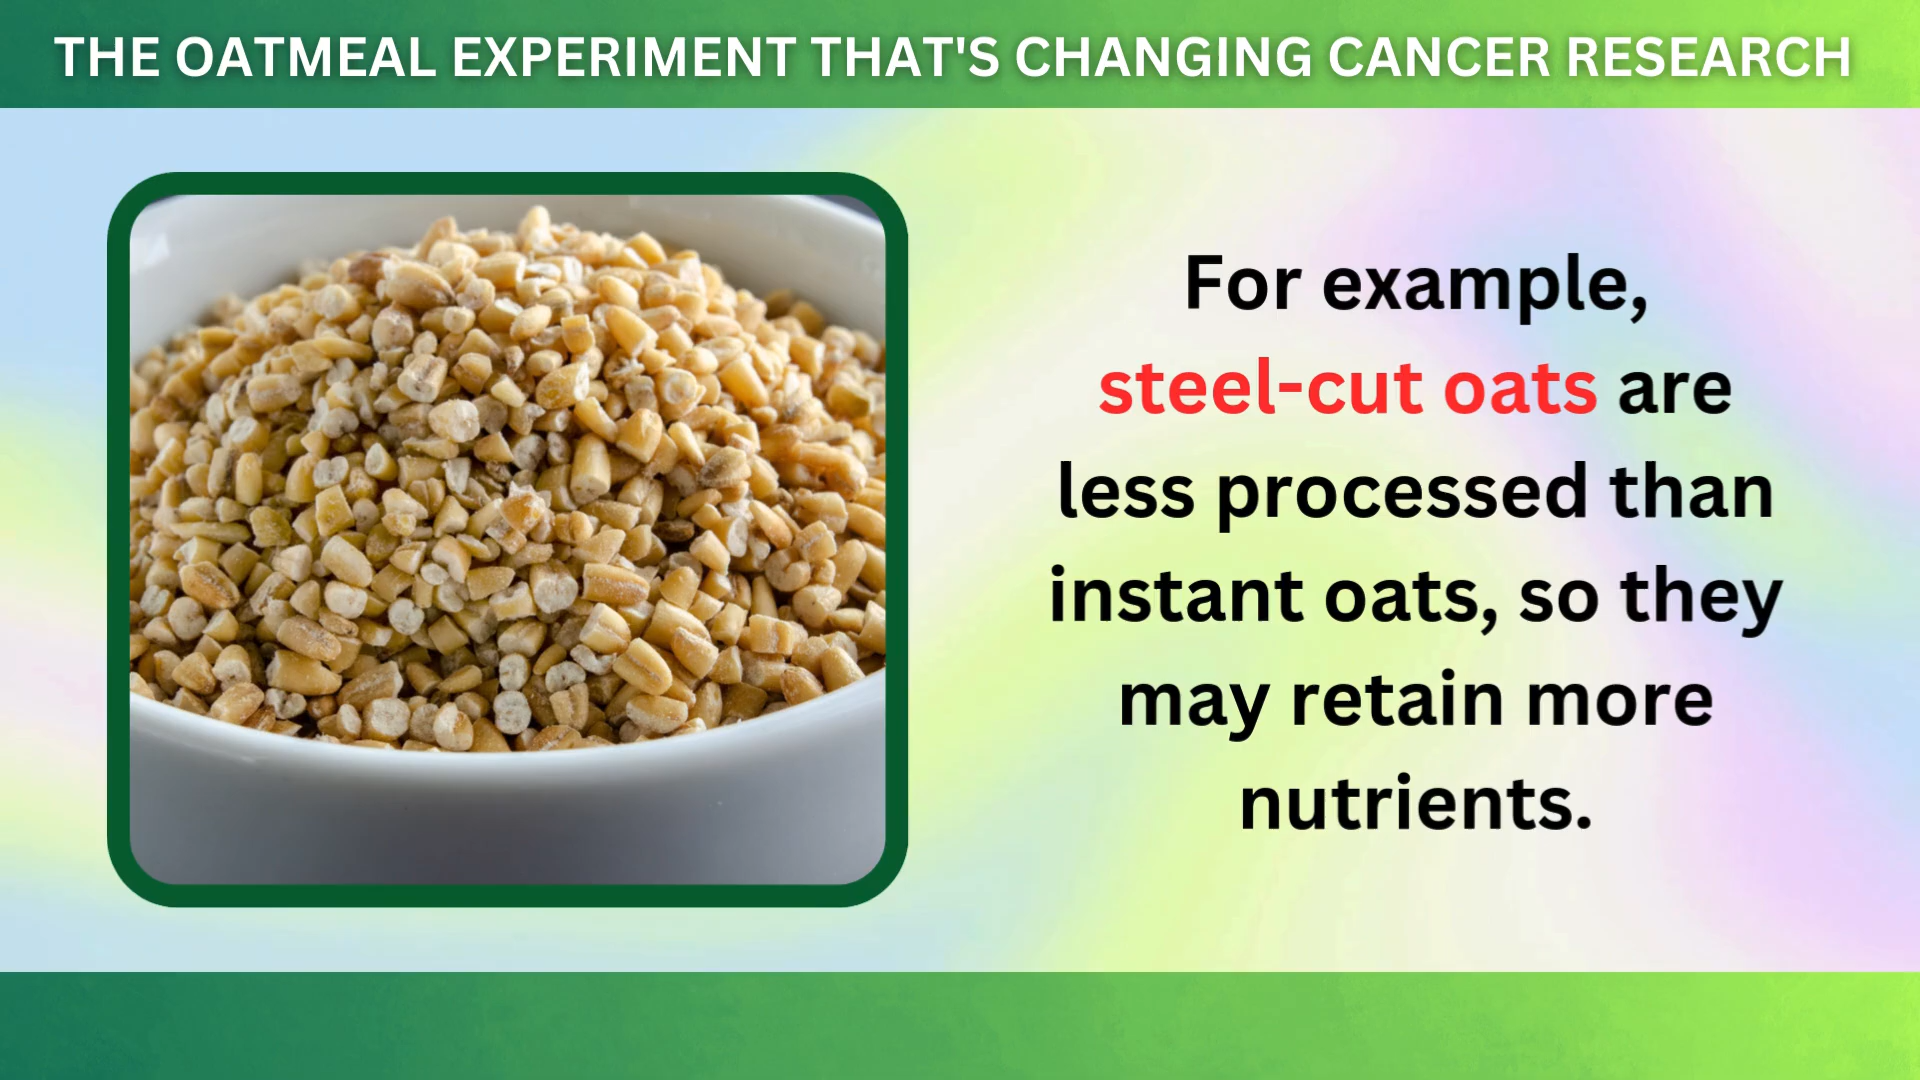 THE OATMEAL EXPERIMENT THAT'S CHANGING CANCER RESEARCH
For example,
steel-cut oats are
less processed than
instant oats, so they
may retain more
nutrients.